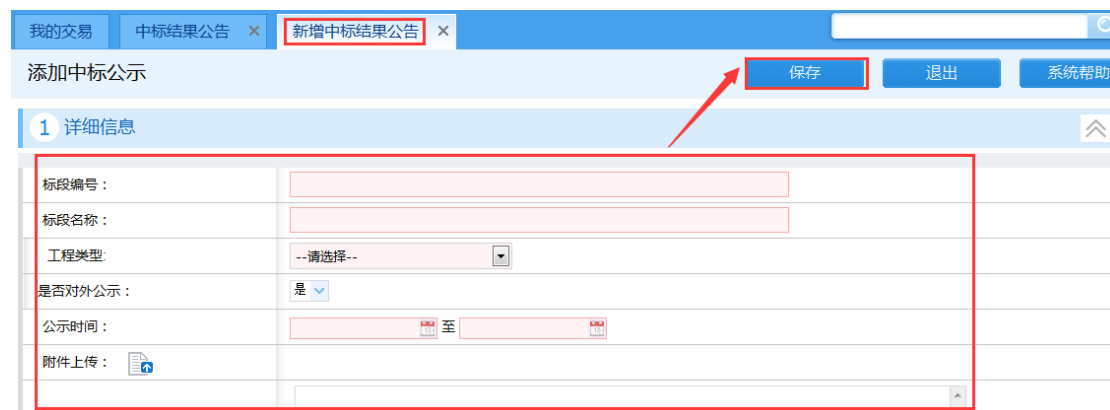 我的交易 中标结果公告 × 新增中标结果公告 ×
添加中标公示 保存 退出 系统帮助
1 详细信息
标段编号：
标段名称：
工程类型: --请选择--
是否对外公示： 是
公示时间： 至
附件上传：